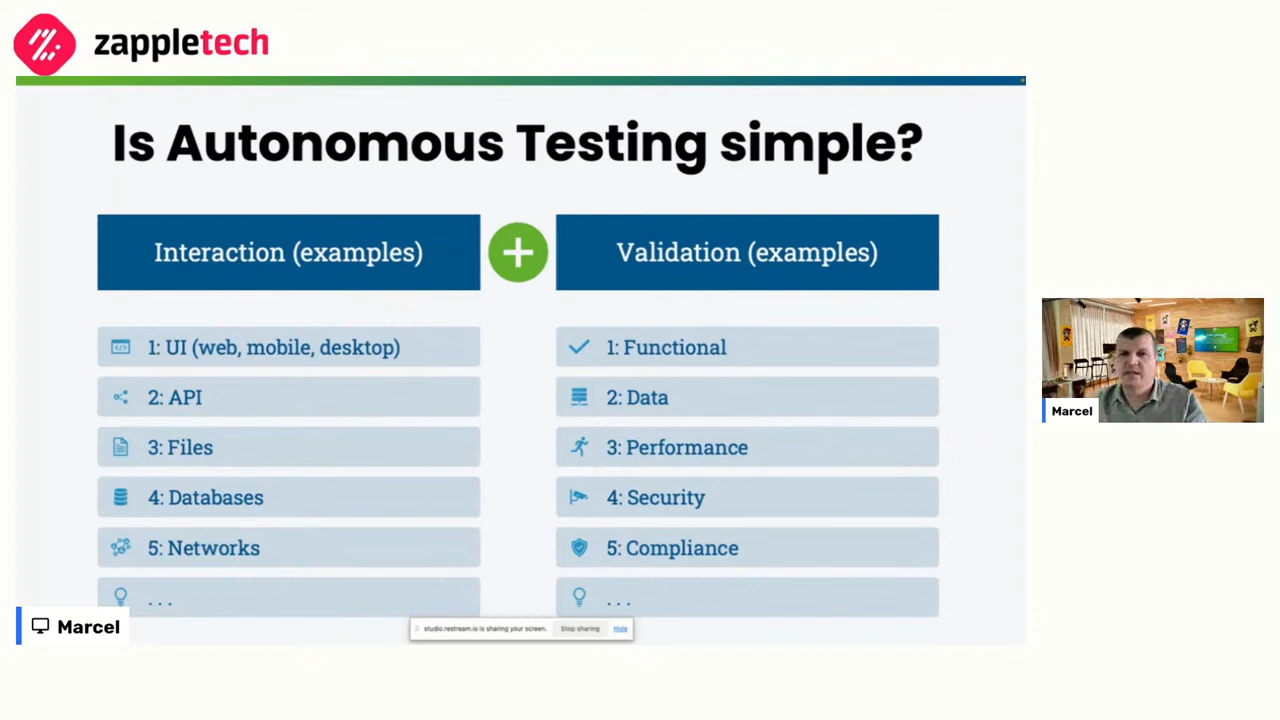 zappletech
Is Autonomous Testing simple?
Interaction (examples)
+
Validation (examples)
1: UI (web, mobile, desktop)
2: API
3: Files
4: Databases
5: Networks
...
1: Functional
2: Data
3: Performance
4: Security
5: Compliance
...
Marcel
studio.restream.io is sharing your screen.
Stop sharing
Hide
Marcel